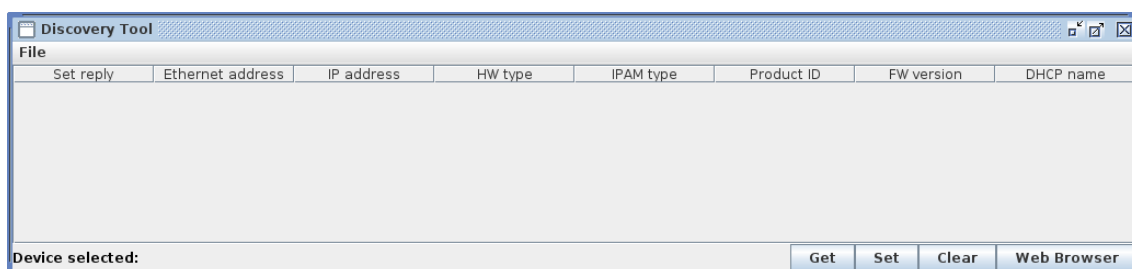 Discovery Tool
File
Set reply Ethernet address IP address HW type IPAM type Product ID FW version DHCP name
Device selected: Get Set Clear Web Browser